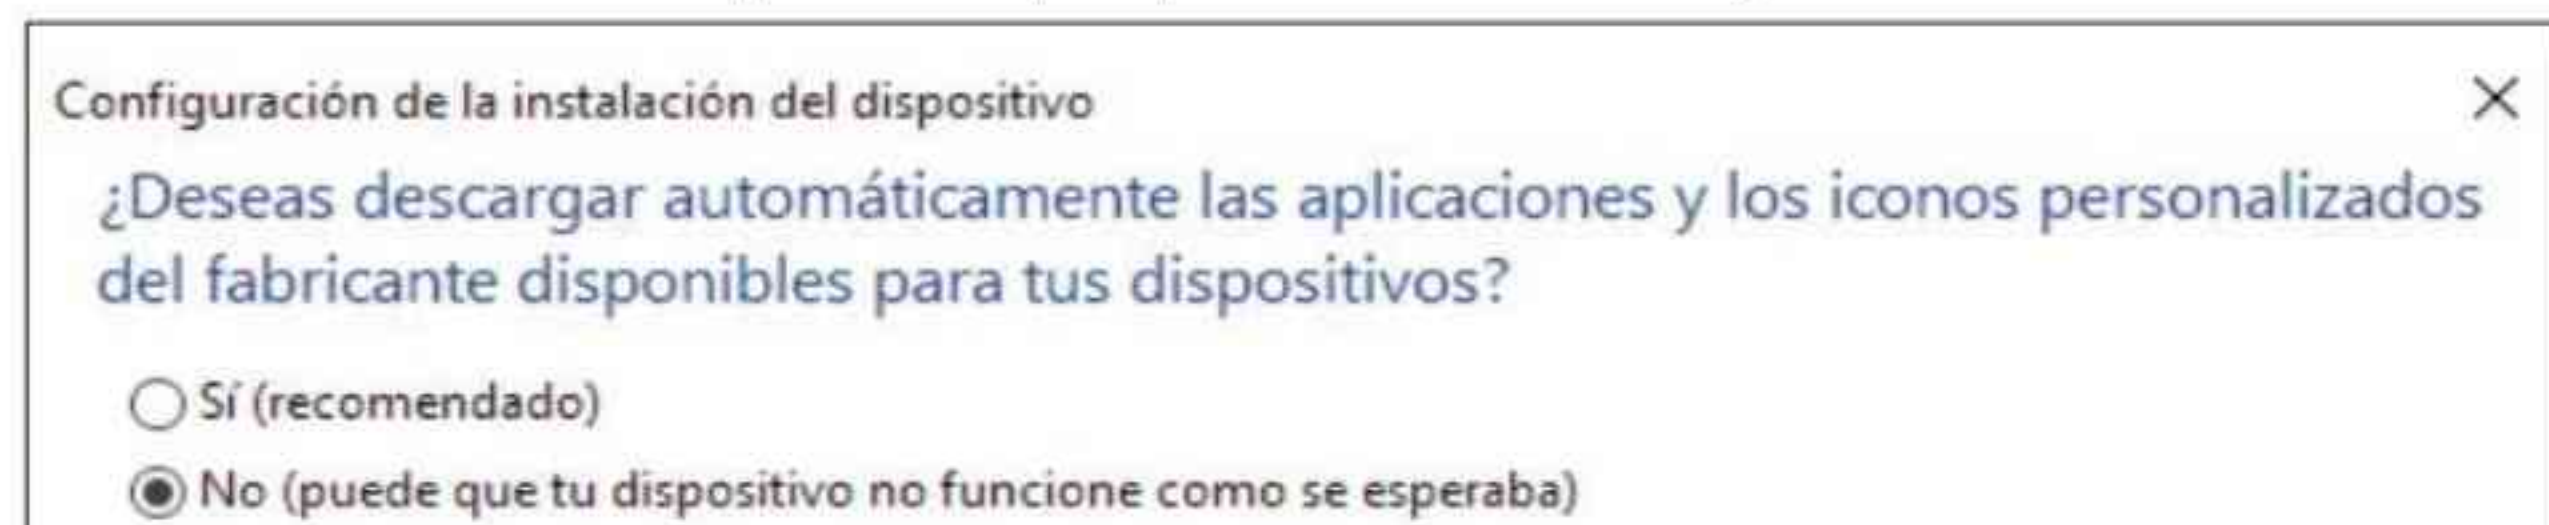 Configuración de la instalación del dispositivo
¿Deseas descargar automáticamente las aplicaciones y los iconos personalizados
del fabricante disponibles para tus dispositivos?
Sí (recomendado)
No (puede que tu dispositivo no funcione como se esperaba)